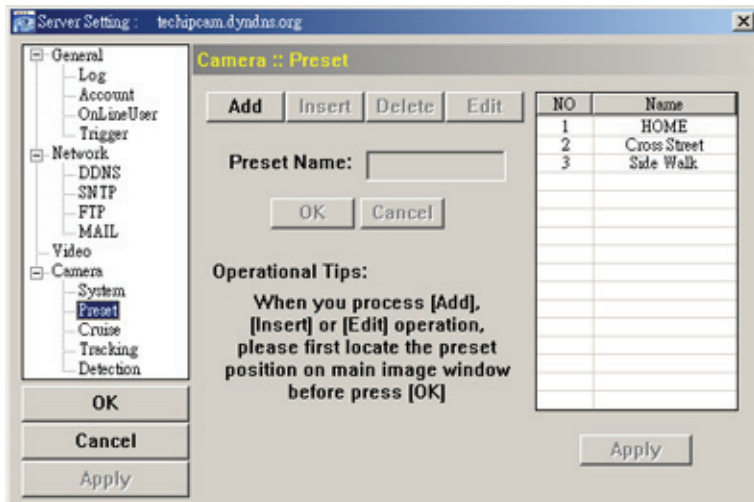 Server Setting : techipcam.dyndns.org
General
Log
Account
OnLineUser
Trigger
Network
DDNS
SNTP
FTP
MAIL
Video
Camera
System
Preset
Cruise
Tracking
Detection
OK
Cancel
Apply
Camera :: Preset
Add Insert Delete Edit
Preset Name:
OK Cancel
Operational Tips:
When you process [Add],
[Insert] or [Edit] operation,
please first locate the preset
position on main image window
before press [OK]
NO Name
1 HOME
2 Cross Street
3 Side Walk
Apply